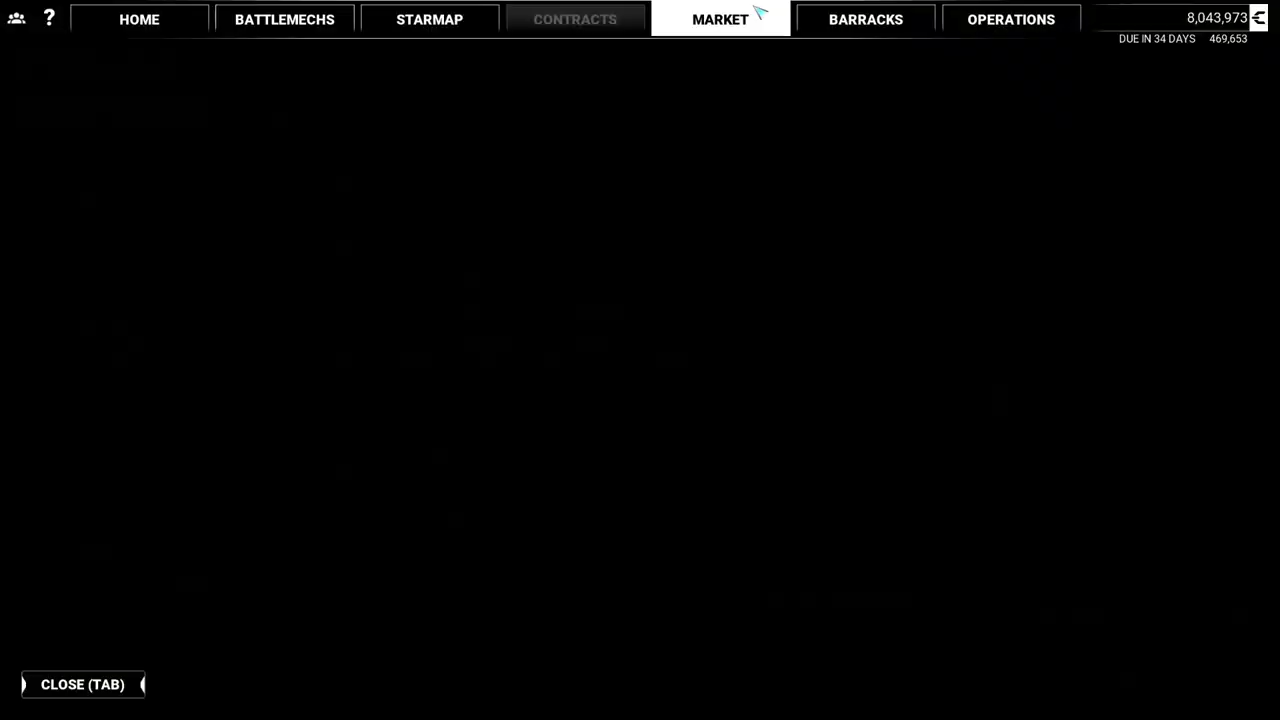 ? HOME BATTLEMECHS STARMAP CONTRACTS MARKET BARRACKS OPERATIONS 8,043,973
DUE IN 34 DAYS 469,653
CLOSE (TAB)